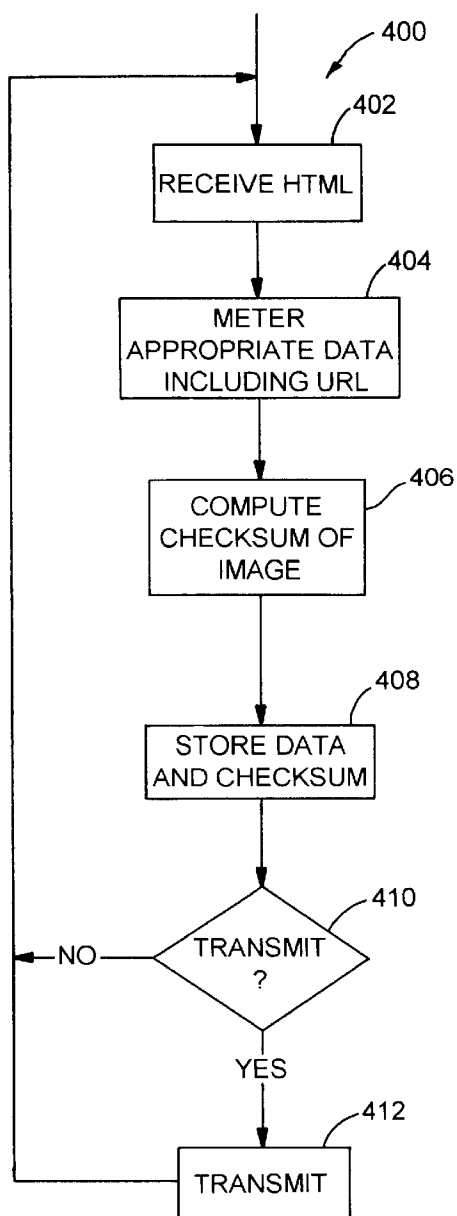 400
402
RECEIVE HTML
404
METER
APPROPRIATE DATA
INCLUDING URL
406
COMPUTE
CHECKSUM OF
IMAGE
408
STORE DATA
AND CHECKSUM
410
TRANSMIT
?
NO
YES
412
TRANSMIT